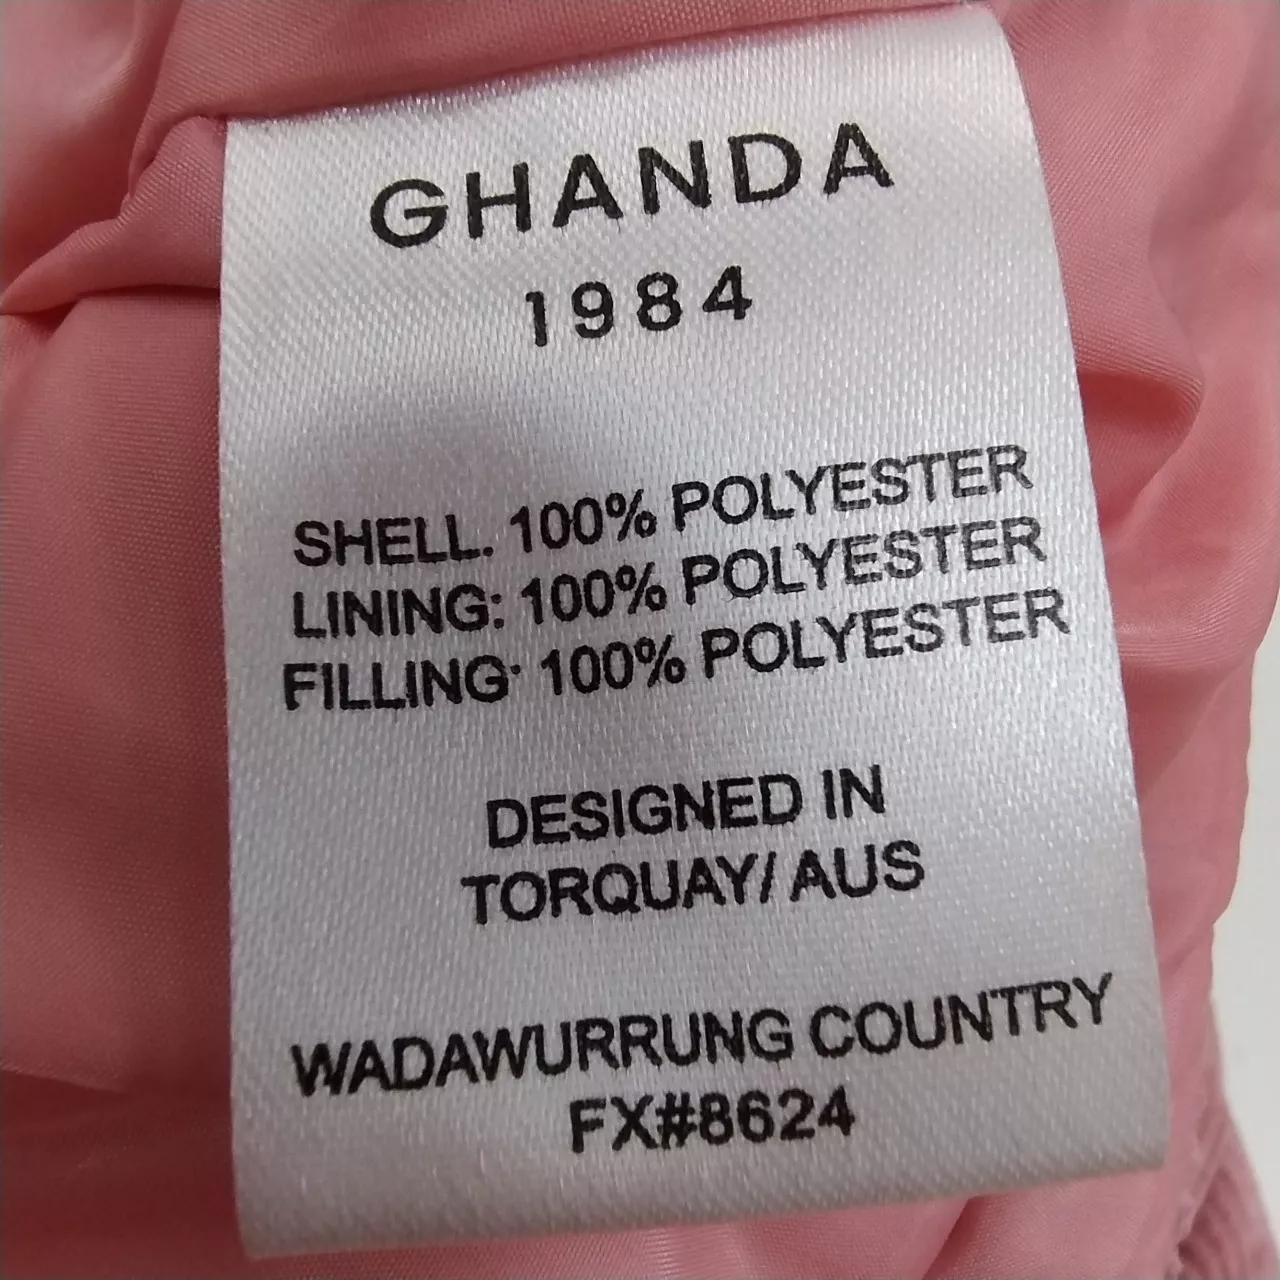 GHANDA
1984
SHELL. 100% POLYESTER
LINING: 100% POLYESTER
FILLING: 100% POLYESTER
DESIGNED IN
TORQUAY/ AUS
WADAWURRUNG COUNTRY
FX#8624